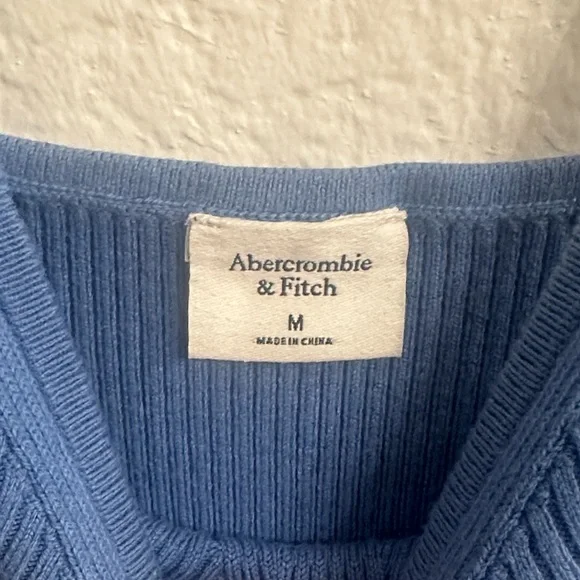 Abercrombie
& Fitch
M
MADE IN CHINA